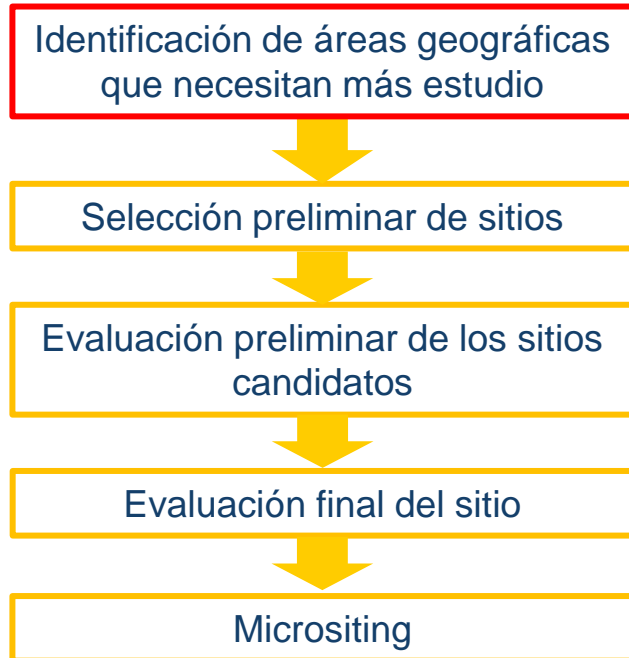 Identificación de áreas geográficas
que necesitan más estudio
Selección preliminar de sitios
Evaluación preliminar de los sitios
candidatos
Evaluación final del sitio
Micrositing